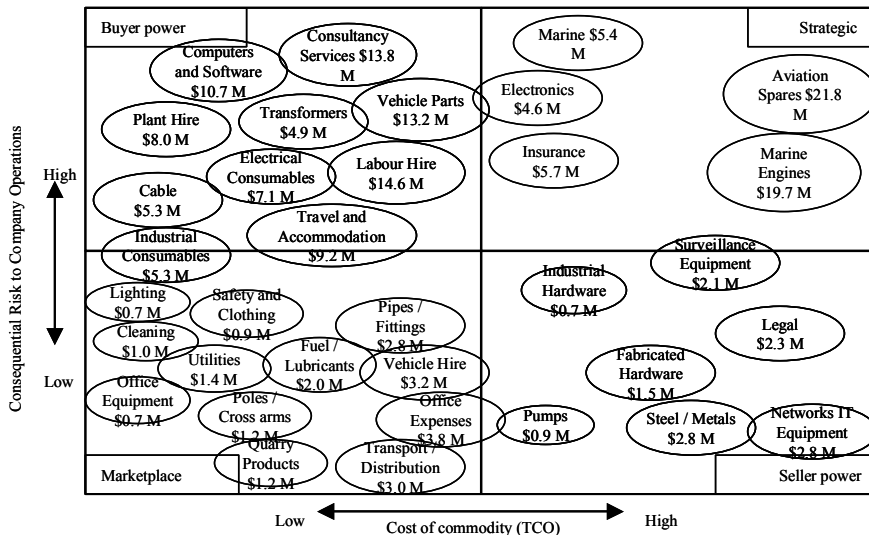 Buyer power
Strategic
Computers
and Software
$10.7 M
Consultancy
Services $13.8
M
Marine $5.4
M
Aviation
Spares $21.8
M
Plant Hire
$8.0 M
Transformers
$4.9 M
Vehicle Parts
$13.2 M
Electronics
$4.6 M
Electrical
Consumables
$7.1 M
Labour Hire
$14.6 M
Insurance
$5.7 M
Marine
Engines
$19.7 M
Cable
$5.3 M
Travel and
Accommodation
$9.2 M
Industrial
Consumables
$5.3 M
Surveillance
Equipment
$2.1 M
Industrial
Hardware
$0.7 M
Lighting
$0.7 M
Safety and
Clothing
$0.9 M
Pipes /
Fittings
$2.8 M
Legal
$2.3 M
Cleaning
$1.0 M
Utilities
$1.4 M
Fuel /
Lubricants
$2.0 M
Vehicle Hire
$3.2 M
Fabricated
Hardware
$1.5 M
Office
Equipment
$0.7 M
Poles /
Cross arms
$1.2 M
Office
Expenses
$3.8 M
Pumps
$0.9 M
Steel / Metals
$2.8 M
Networks IT
Equipment
$2.8 M
Quarry
Products
$1.2 M
Transport /
Distribution
$3.0 M
Marketplace
Seller power
High
Low
Consequential Risk to Company Operations
Low
High
Cost of commodity (TCO)